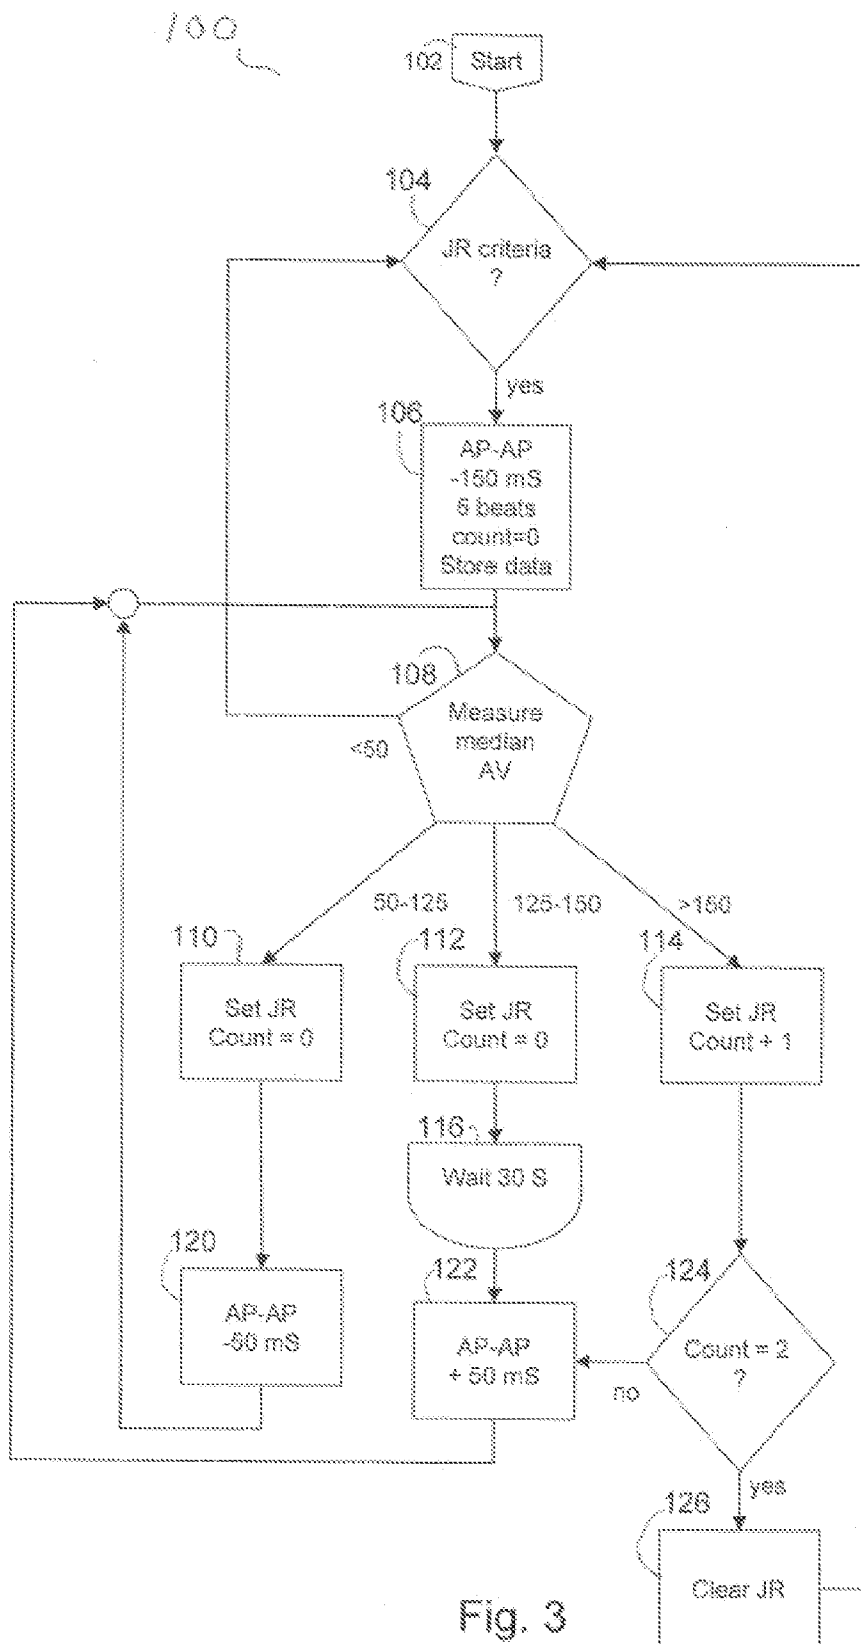 100
102
Start
104
JR criteria
?
yes
106
AP-AP
-150 mS
6 beats
count=0
Store data
108
Measure
median
AV
<50
50-125
125-150
>150
110
Set JR
Count = 0
112
Set JR
Count = 0
114
Set JR
Count + 1
116
Wait 30 S
120
AP-AP
-50 mS
122
AP-AP
+ 50 mS
124
Count = 2
?
no
yes
126
Clear JR
Fig. 3